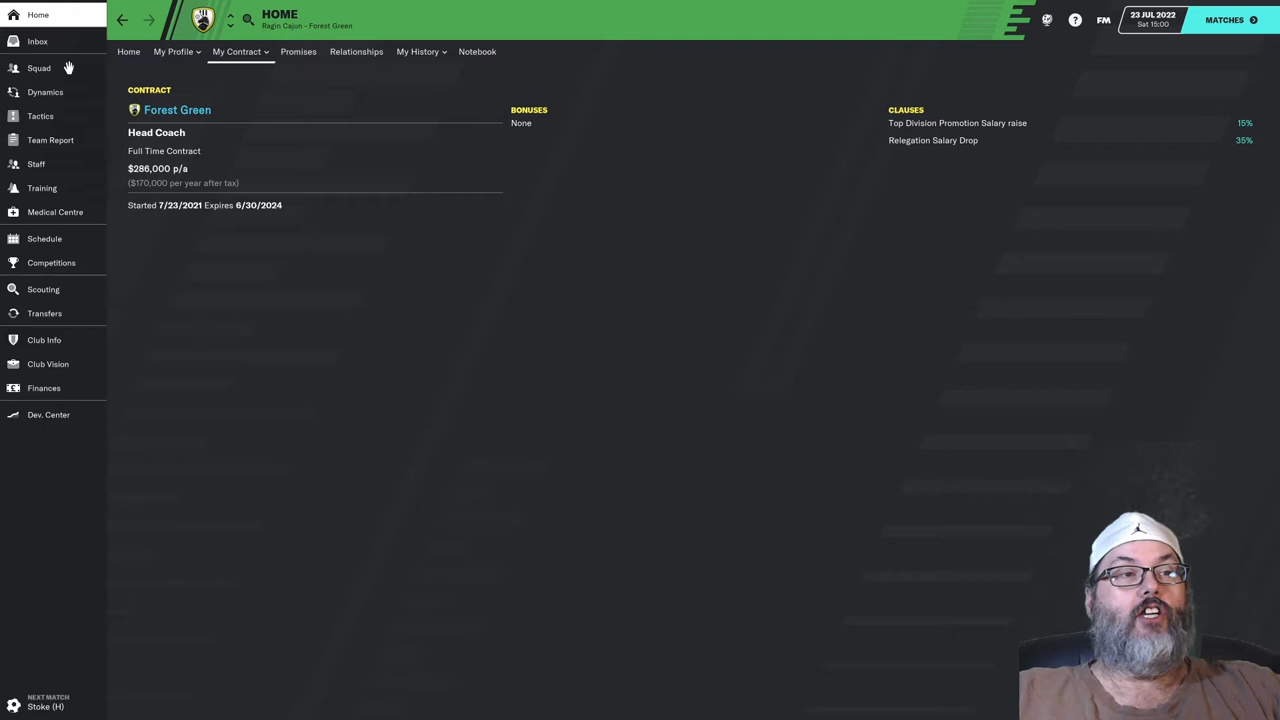 Home
Inbox
Squad
Dynamics
Tactics
Team Report
Staff
Training
Medical Centre
Schedule
Competitions
Scouting
Transfers
Club Info
Club Vision
Finances
Dev. Center
NEXT MATCH
Stoke (H)
HOME
Ragin Cajun - Forest Green
? FM
23 JUL 2022
Sat 15:00
MATCHES
Home My Profile My Contract Promises Relationships My History Notebook
CONTRACT
Forest Green
Head Coach
Full Time Contract
$286,000 p/a
($170,000 per year after tax)
Started 7/23/2021 Expires 6/30/2024
BONUSES
None
CLAUSES
Top Division Promotion Salary raise 15%
Relegation Salary Drop 35%